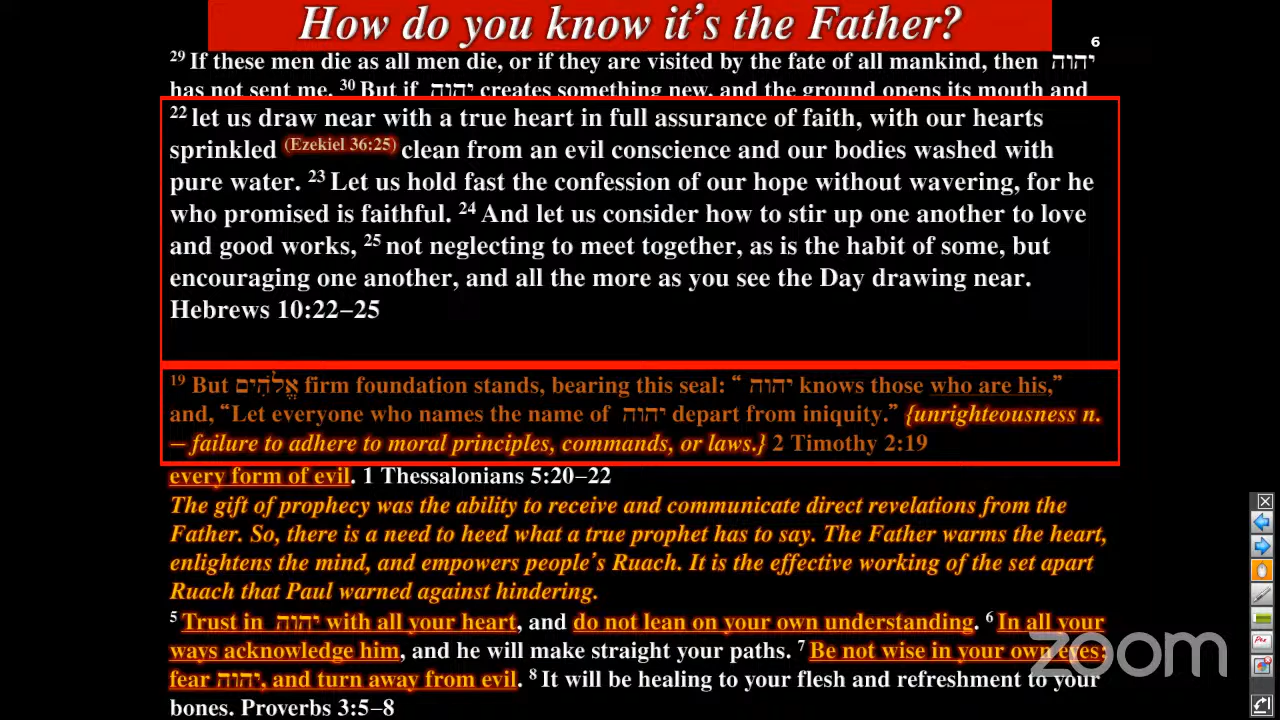 How do you know it’s the Father?
6
29 If these men die as all men die, or if they are visited by the fate of all mankind, then יהוה
has not sent me. 30 But if יהוה creates something new, and the ground opens its mouth and
22 let us draw near with a true heart in full assurance of faith, with our hearts
sprinkled (Ezekiel 36:25) clean from an evil conscience and our bodies washed with
pure water. 23 Let us hold fast the confession of our hope without wavering, for he
who promised is faithful. 24 And let us consider how to stir up one another to love
and good works, 25 not neglecting to meet together, as is the habit of some, but
encouraging one another, and all the more as you see the Day drawing near.
Hebrews 10:22–25
19 But אֱלֹהִים firm foundation stands, bearing this seal: “ יהוה knows those who are his,”
and, “Let everyone who names the name of יהוה depart from iniquity.” {unrighteousness n.
– failure to adhere to moral principles, commands, or laws.} 2 Timothy 2:19
every form of evil. 1 Thessalonians 5:20–22
The gift of prophecy was the ability to receive and communicate direct revelations from the
Father. So, there is a need to heed what a true prophet has to say. The Father warms the heart,
enlightens the mind, and empowers people’s Ruach. It is the effective working of the set apart
Ruach that Paul warned against hindering.
5 Trust in יהוה with all your heart, and do not lean on your own understanding. 6 In all your
ways acknowledge him, and he will make straight your paths. 7 Be not wise in your own eyes;
fear יהוה, and turn away from evil. 8 It will be healing to your flesh and refreshment to your
bones. Proverbs 3:5–8
zoom